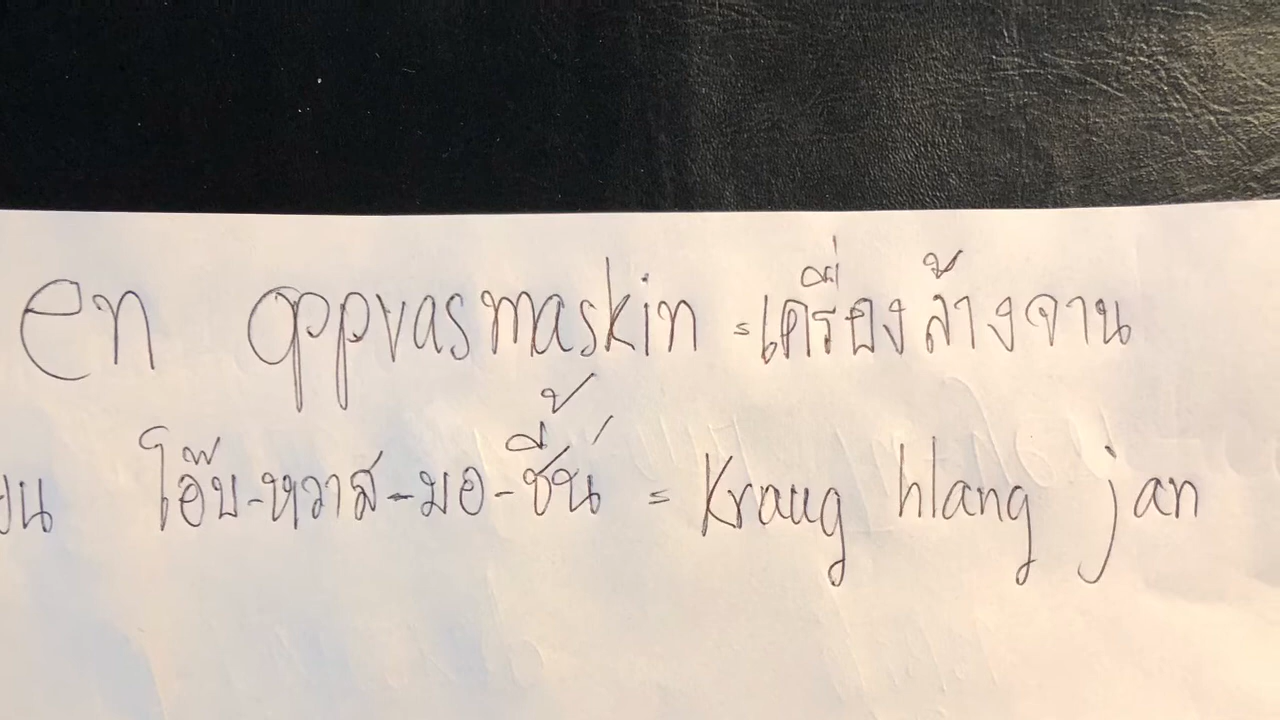 en oppvasmaskin = เครื่องล้างจาน
โอ๊บ-หวาส-มอ-ชี้น์ = Kraug hlang jan